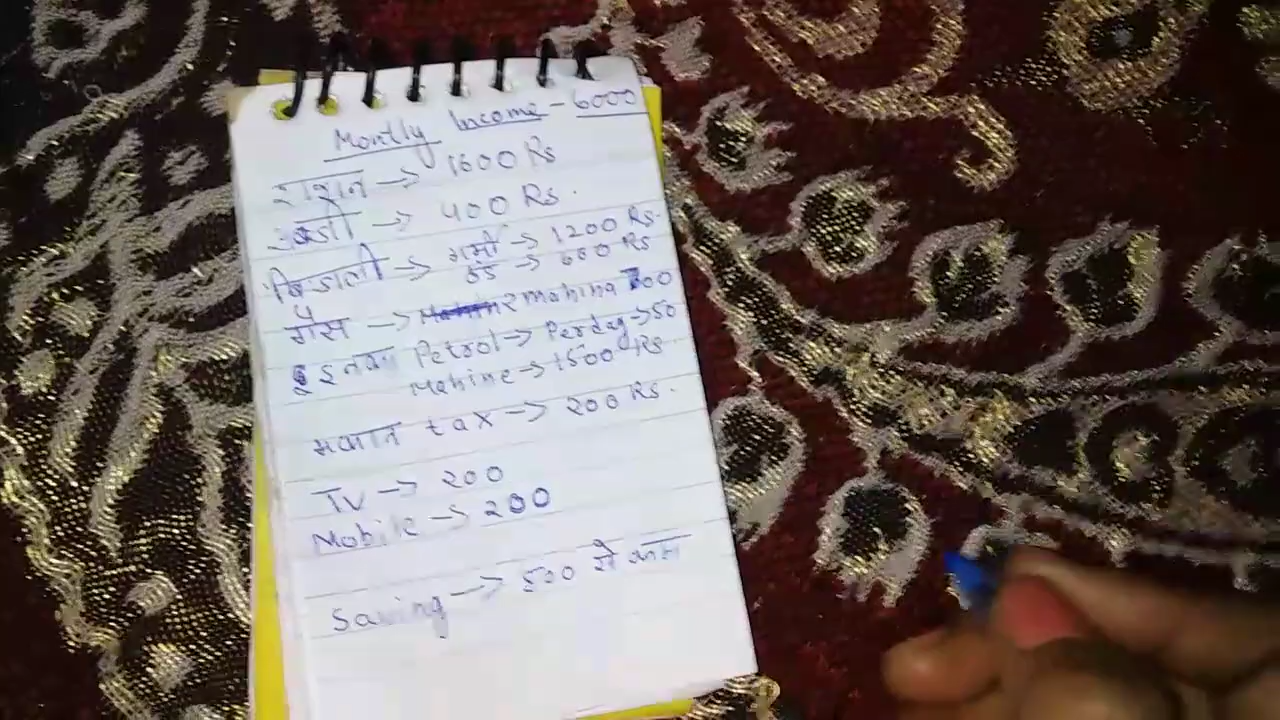 Montly Income - 6000
राशन -> 1600 Rs
-> 400 Rs.
बिजली -> गर्मी -> 1200 Rs.
-> 600 Rs
गैस -> 2 mahina 700
Petrol -> Perday -> 50
Mahine -> 1500 Rs
मकान tax -> 200 Rs.
TV -> 200
Mobile -> 200
Saving -> 500 से कम